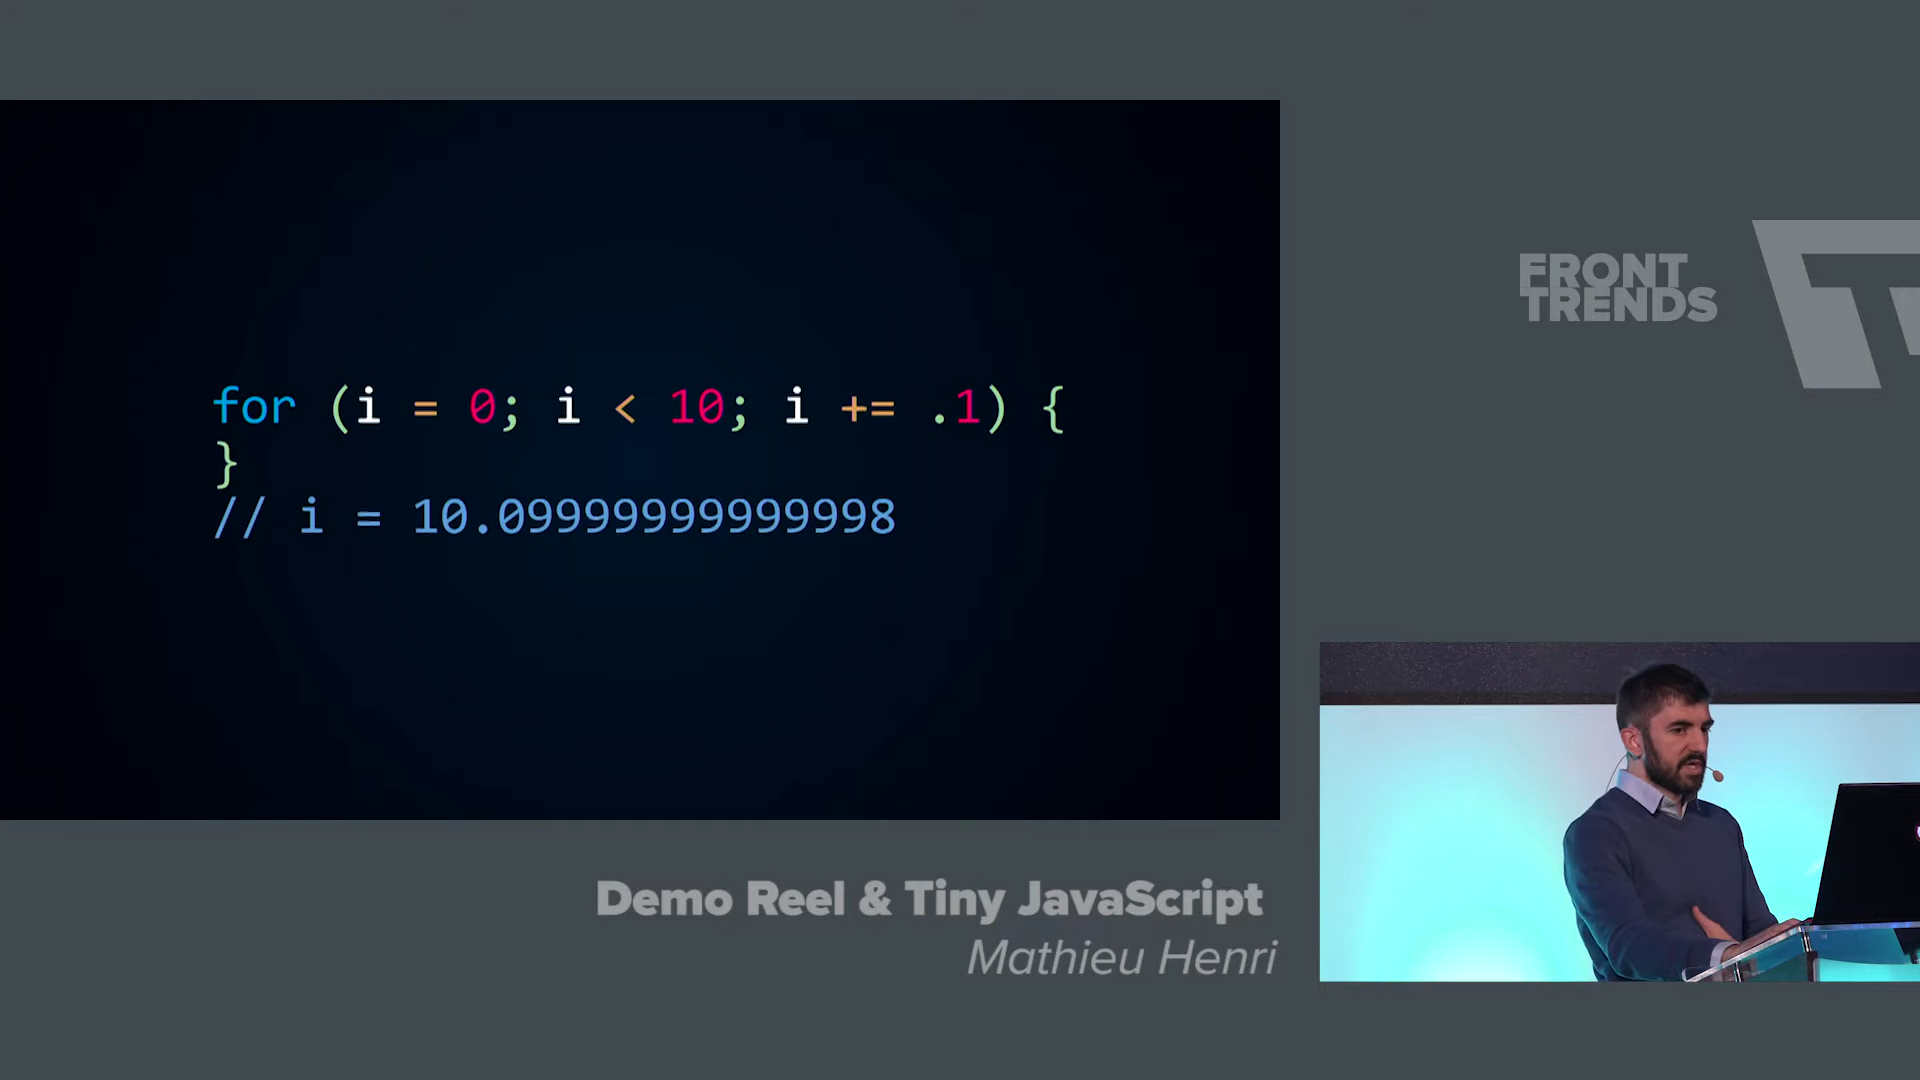 for (i = 0; i < 10; i += .1) {
}
// i = 10.09999999999998
FRONT
TRENDS
Demo Reel & Tiny JavaScript
Mathieu Henri